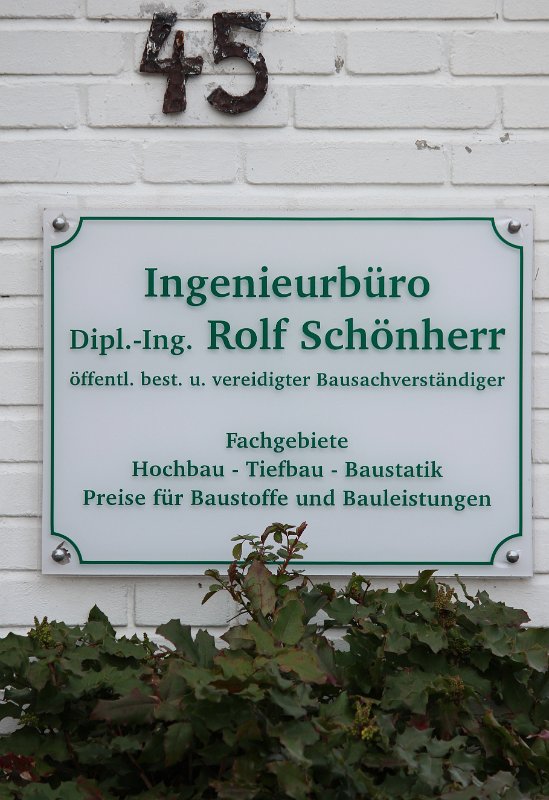 45
Ingenieurbüro
Dipl.-Ing. Rolf Schönherr
öffentl. best. u. vereidigter Bausachverständiger
Fachgebiete
Hochbau - Tiefbau - Baustatik
Preise für Baustoffe und Bauleistungen